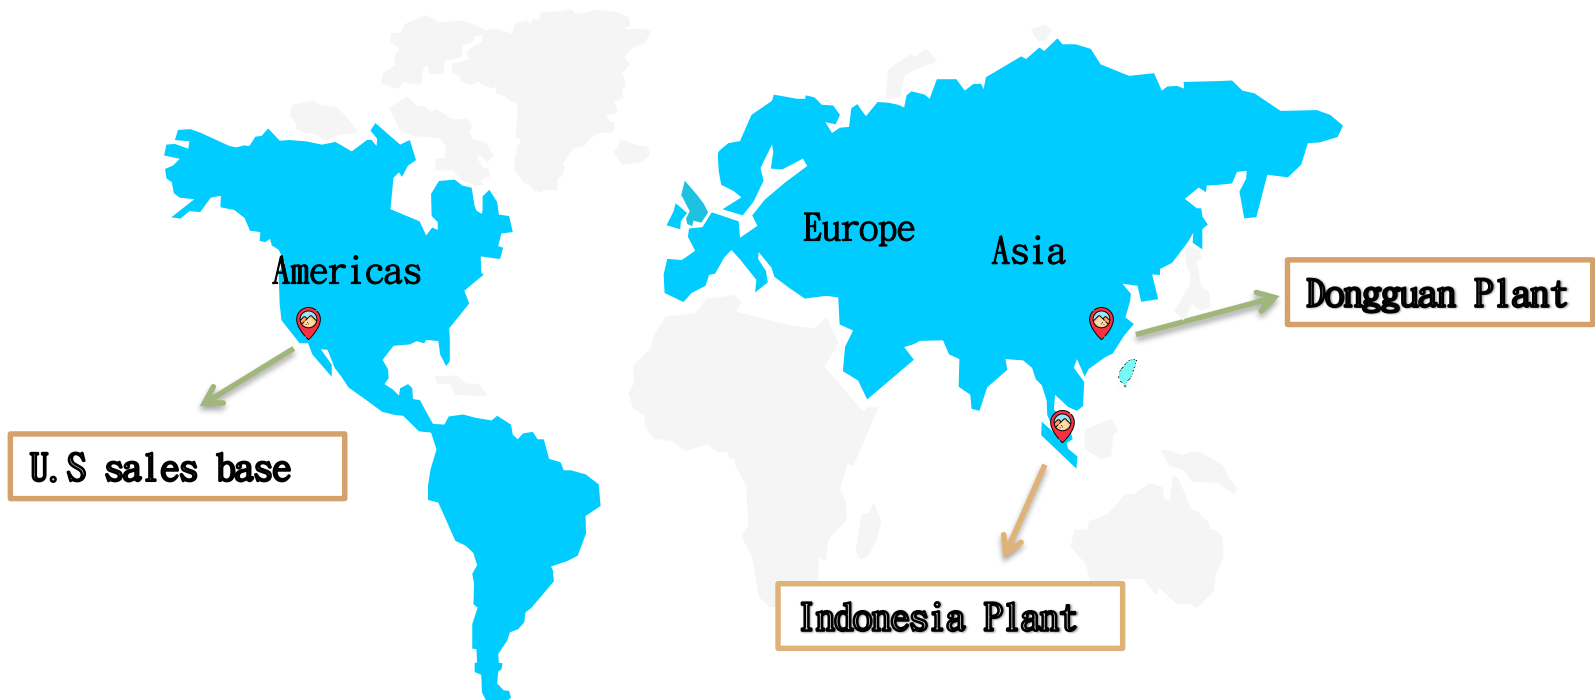 Europe
Asia
Americas
Dongguan Plant
U.S sales base
Indonesia Plant